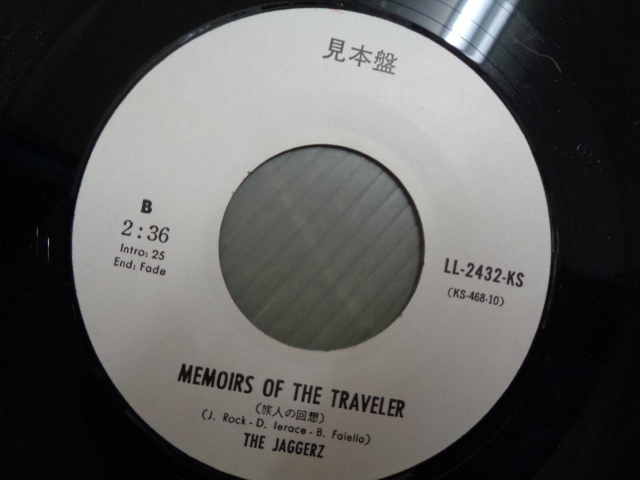 見本盤
B
2:36
Intro: 25
End: Fade
LL-2432-KS
(KS-468-10)
MEMOIRS OF THE TRAVELER
(旅人の回想)
(J. Rock - D. Ierace - B. Faiella)
THE JAGGERZ